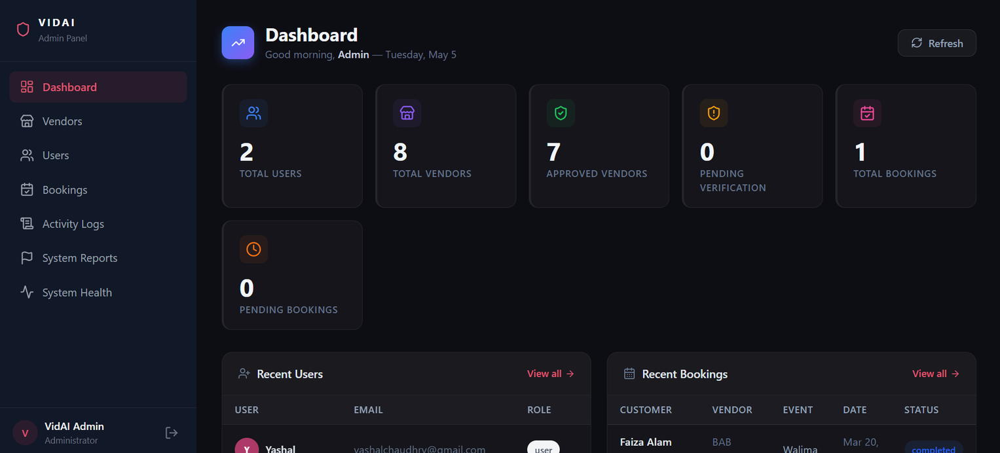 VIDAI
Admin Panel
Dashboard
Vendors
Users
Bookings
Activity Logs
System Reports
System Health
V
VidAI Admin
Administrator
Dashboard
Good morning, Admin — Tuesday, May 5
Refresh
2
TOTAL USERS
8
TOTAL VENDORS
7
APPROVED VENDORS
0
PENDING
VERIFICATION
1
TOTAL BOOKINGS
0
PENDING BOOKINGS
Recent Users
View all →
USER EMAIL ROLE
Y Yashal yashalchaudhry@gmail.com user
Recent Bookings
View all →
CUSTOMER VENDOR EVENT DATE STATUS
Faiza Alam BAB Walima Mar 20, completed